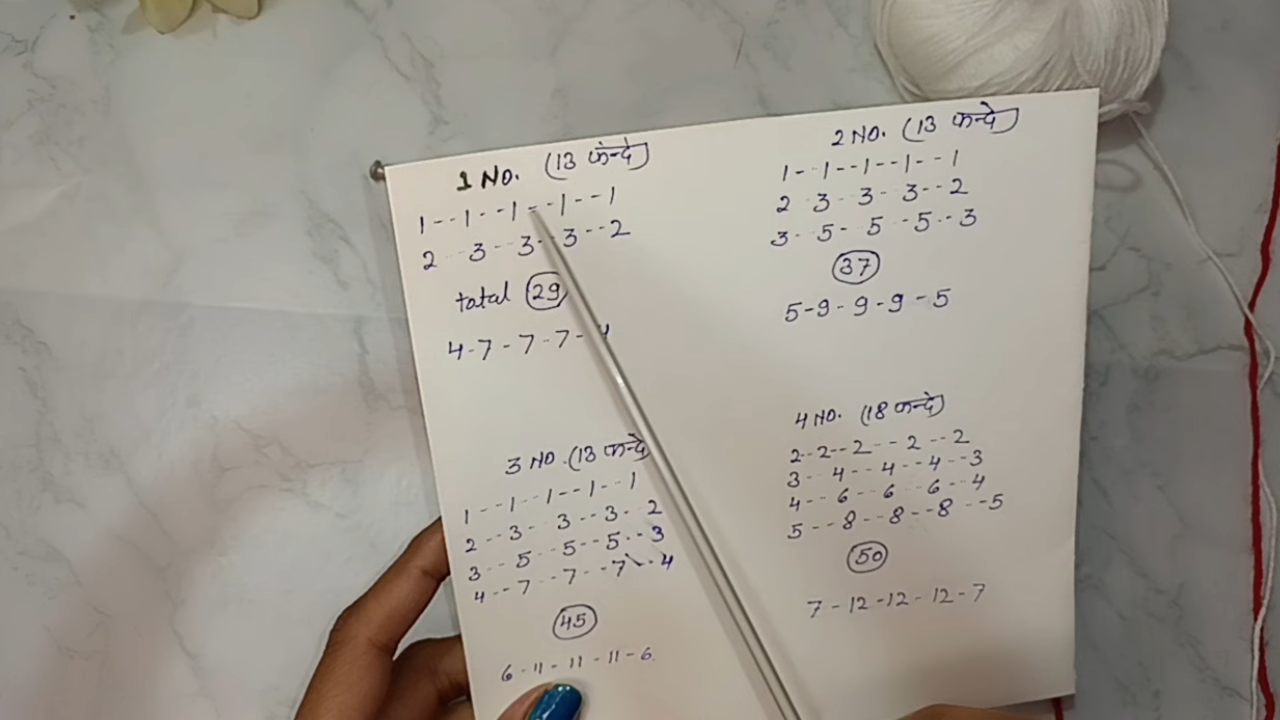 1 No. (13 फंन्दे)
1 - - 1 - - 1 - - 1 - - 1
2 - - 3 - - 3 - - 3 - - 2
total 29
4 - 7 - 7 - 7 - 4
2 NO. (13 फन्दे)
1 - - 1 - - 1 - - 1 - - 1
2 - - 3 - - 3 - - 3 - - 2
3 - - 5 - - 5 - - 5 - - 3
37
5 - 9 - 9 - 9 - 5
3 NO. (13 फन्दे)
1 - - 1 - - 1 - - 1 - - 1
2 - - 3 - - 3 - - 3 - - 2
3 - - 5 - - 5 - - 5 - - 3
4 - - 7 - - 7 - - 7 - - 4
45
6 - 11 - 11 - 11 - 6
4 NO. (18 फन्दे)
2 - - 2 - - 2 - - 2 - - 2
3 - - 4 - - 4 - - 4 - - 3
4 - - 6 - - 6 - - 6 - - 4
5 - - 8 - - 8 - - 8 - - 5
50
7 - 12 - 12 - 12 - 7